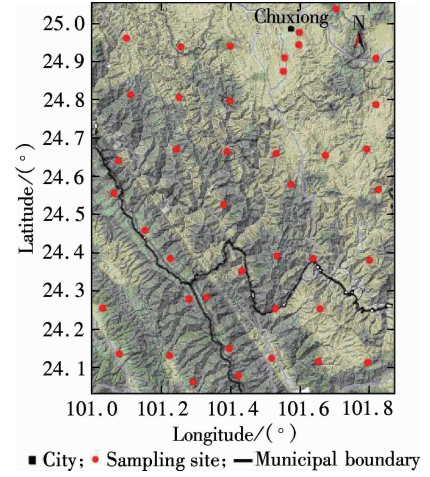 Chuxiong
N
25.0
24.9
24.8
24.7
24.6
24.5
24.4
24.3
24.2
24.1
Latitude/(°)
101.0 101.2 101.4 101.6 101.8
Longitude/(°)
City; Sampling site; Municipal boundary